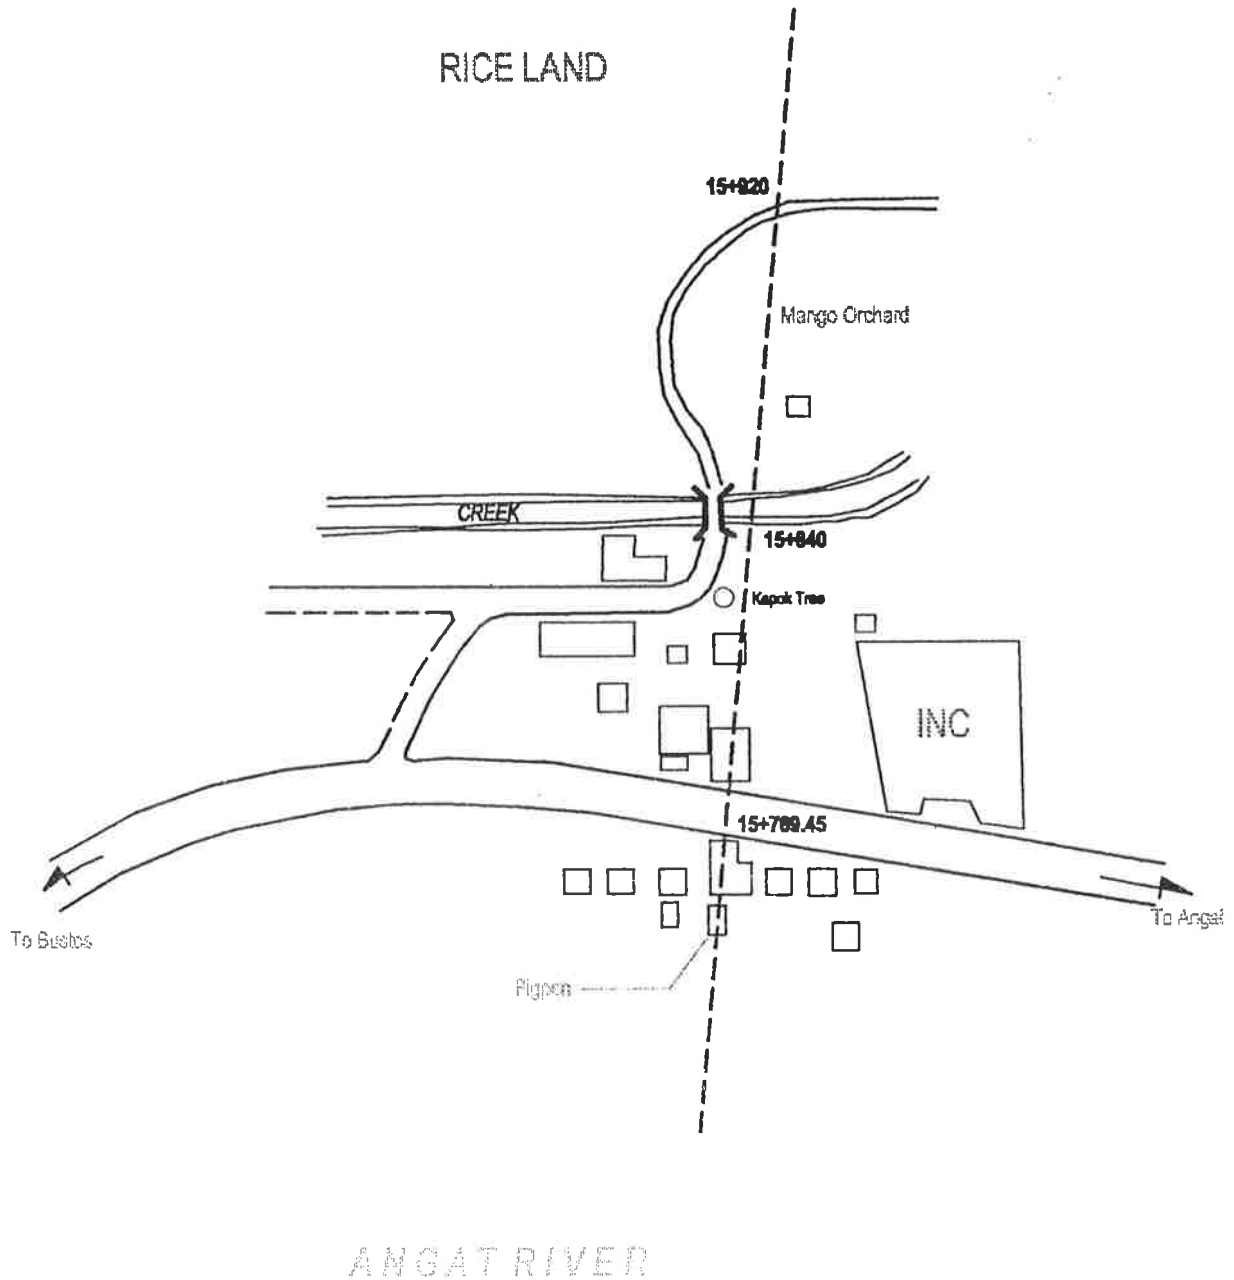 RICE LAND
15+920
Mango Orchard
CREEK
15+840
Kapok Tree
INC
15+789.45
To Bustos
To Angat
Pigpen
ANGAT RIVER